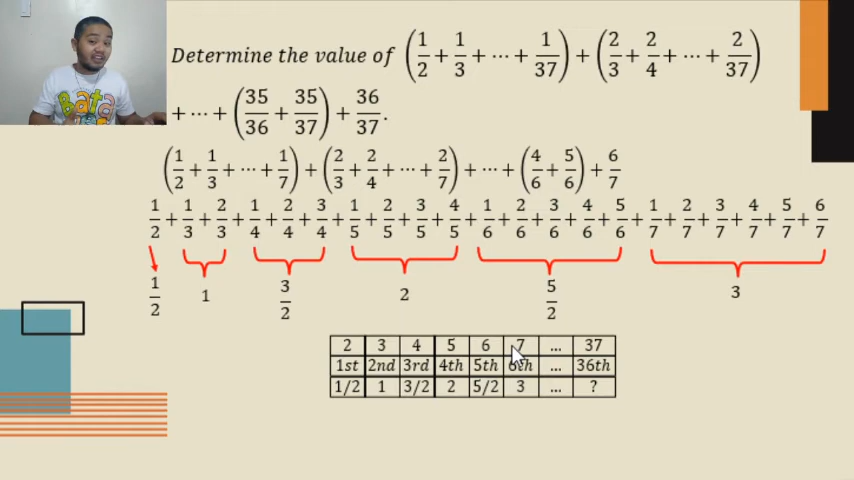 Determine the value of (1/2 + 1/3 + ⋯ + 1/37) + (2/3 + 2/4 + ⋯ + 2/37)
+ ⋯ + (35/36 + 35/37) + 36/37.
(1/2 + 1/3 + ⋯ + 1/7) + (2/3 + 2/4 + ⋯ + 2/7) + ⋯ + (4/6 + 5/6) + 6/7
1/2 + 1/3 + 2/3 + 1/4 + 2/4 + 3/4 + 1/5 + 2/5 + 3/5 + 4/5 + 1/6 + 2/6 + 3/6 + 4/6 + 5/6 + 1/7 + 2/7 + 3/7 + 4/7 + 5/7 + 6/7
1/2 1 3/2 2 5/2 3
2 3 4 5 6 7 ... 37
1st 2nd 3rd 4th 5th 6th ... 36th
1/2 1 3/2 2 5/2 3 ... ?